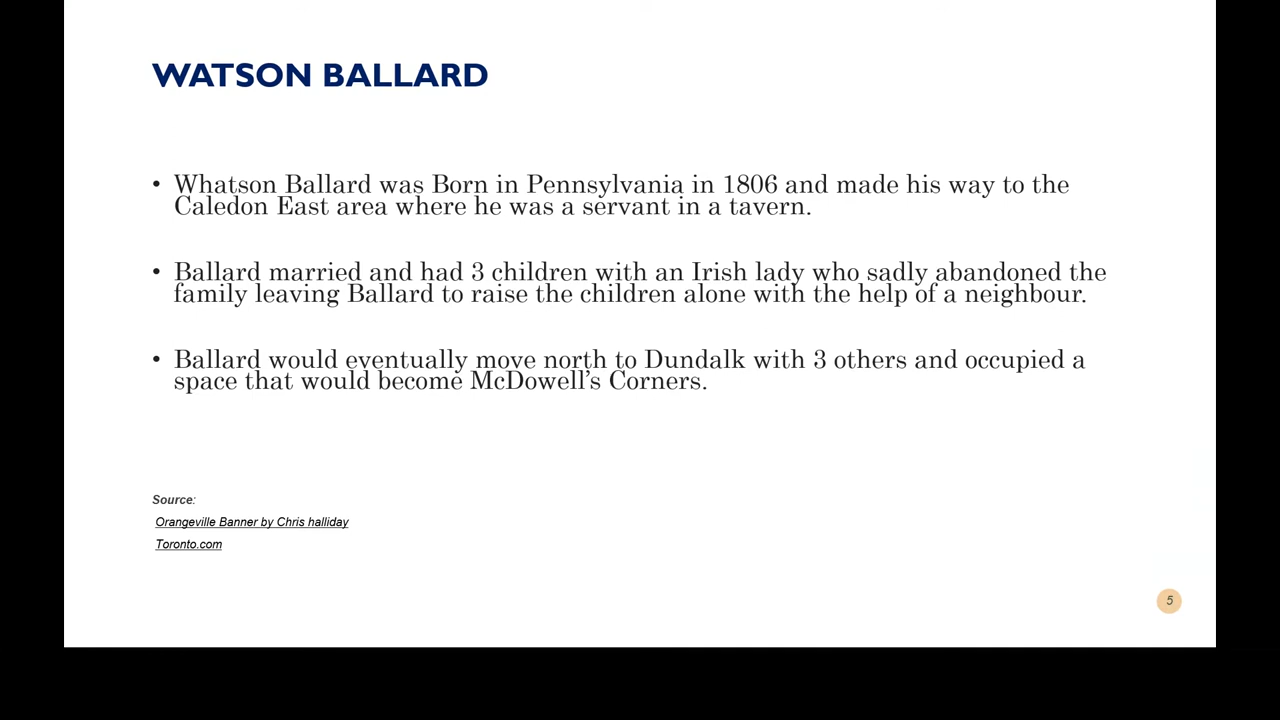 WATSON BALLARD
• Whatson Ballard was Born in Pennsylvania in 1806 and made his way to the
Caledon East area where he was a servant in a tavern.
• Ballard married and had 3 children with an Irish lady who sadly abandoned the
family leaving Ballard to raise the children alone with the help of a neighbour.
• Ballard would eventually move north to Dundalk with 3 others and occupied a
space that would become McDowell’s Corners.
Source:
Orangeville Banner by Chris halliday
Toronto.com
5